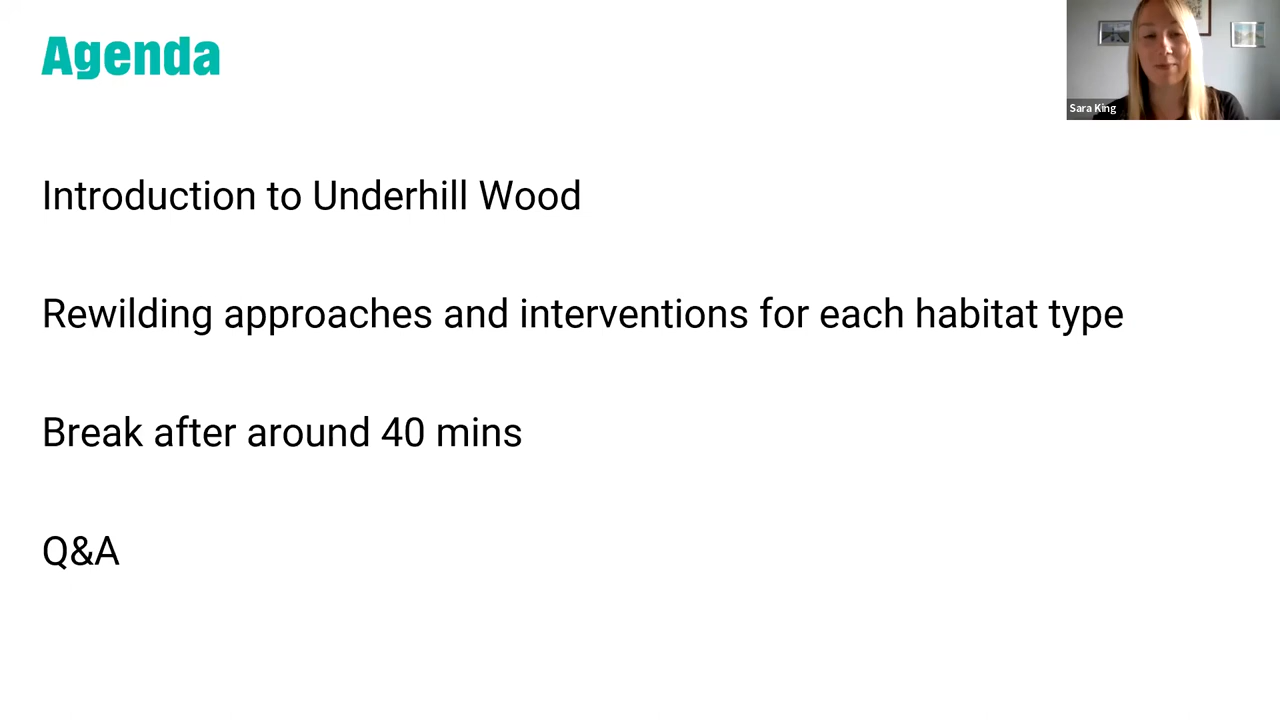 Agenda
Sara King
Introduction to Underhill Wood
Rewilding approaches and interventions for each habitat type
Break after around 40 mins
Q&A